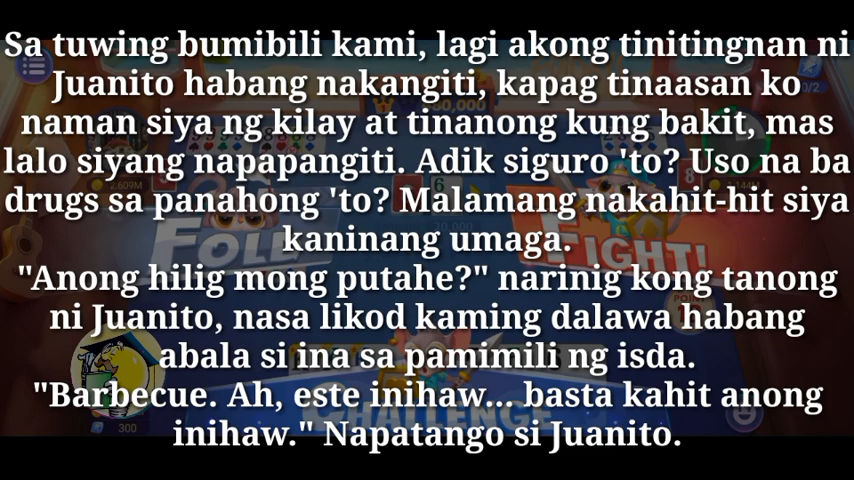 Sa tuwing bumibili kami, lagi akong tinitingnan ni
Juanito habang nakangiti, kapag tinaasan ko
naman siya ng kilay at tinanong kung bakit, mas
lalo siyang napapangiti. Adik siguro 'to? Uso na ba
drugs sa panahong 'to? Malamang nakahit-hit siya
kaninang umaga.
"Anong hilig mong putahe?" narinig kong tanong
ni Juanito, nasa likod kaming dalawa habang
abala si ina sa pamimili ng isda.
"Barbecue. Ah, este inihaw... basta kahit anong
inihaw." Napatango si Juanito.
FIGHT!
CHALLENGE
300